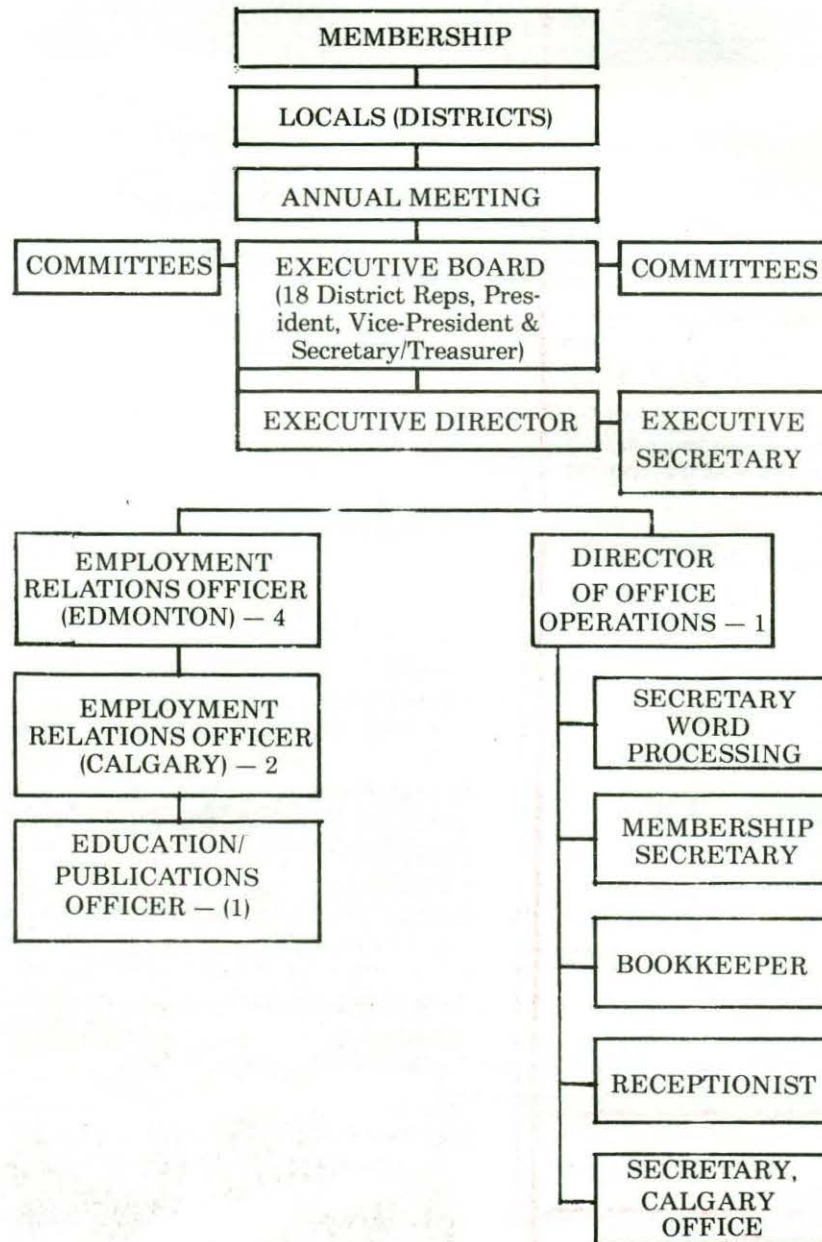 MEMBERSHIP
LOCALS (DISTRICTS)
ANNUAL MEETING
COMMITTEES
EXECUTIVE BOARD
(18 District Reps, Pres-
ident, Vice-President &
Secretary/Treasurer)
COMMITTEES
EXECUTIVE DIRECTOR
EXECUTIVE
SECRETARY
EMPLOYMENT
RELATIONS OFFICER
(EDMONTON) — 4
EMPLOYMENT
RELATIONS OFFICER
(CALGARY) — 2
EDUCATION/
PUBLICATIONS
OFFICER — (1)
DIRECTOR
OF OFFICE
OPERATIONS — 1
SECRETARY
WORD
PROCESSING
MEMBERSHIP
SECRETARY
BOOKKEEPER
RECEPTIONIST
SECRETARY,
CALGARY
OFFICE